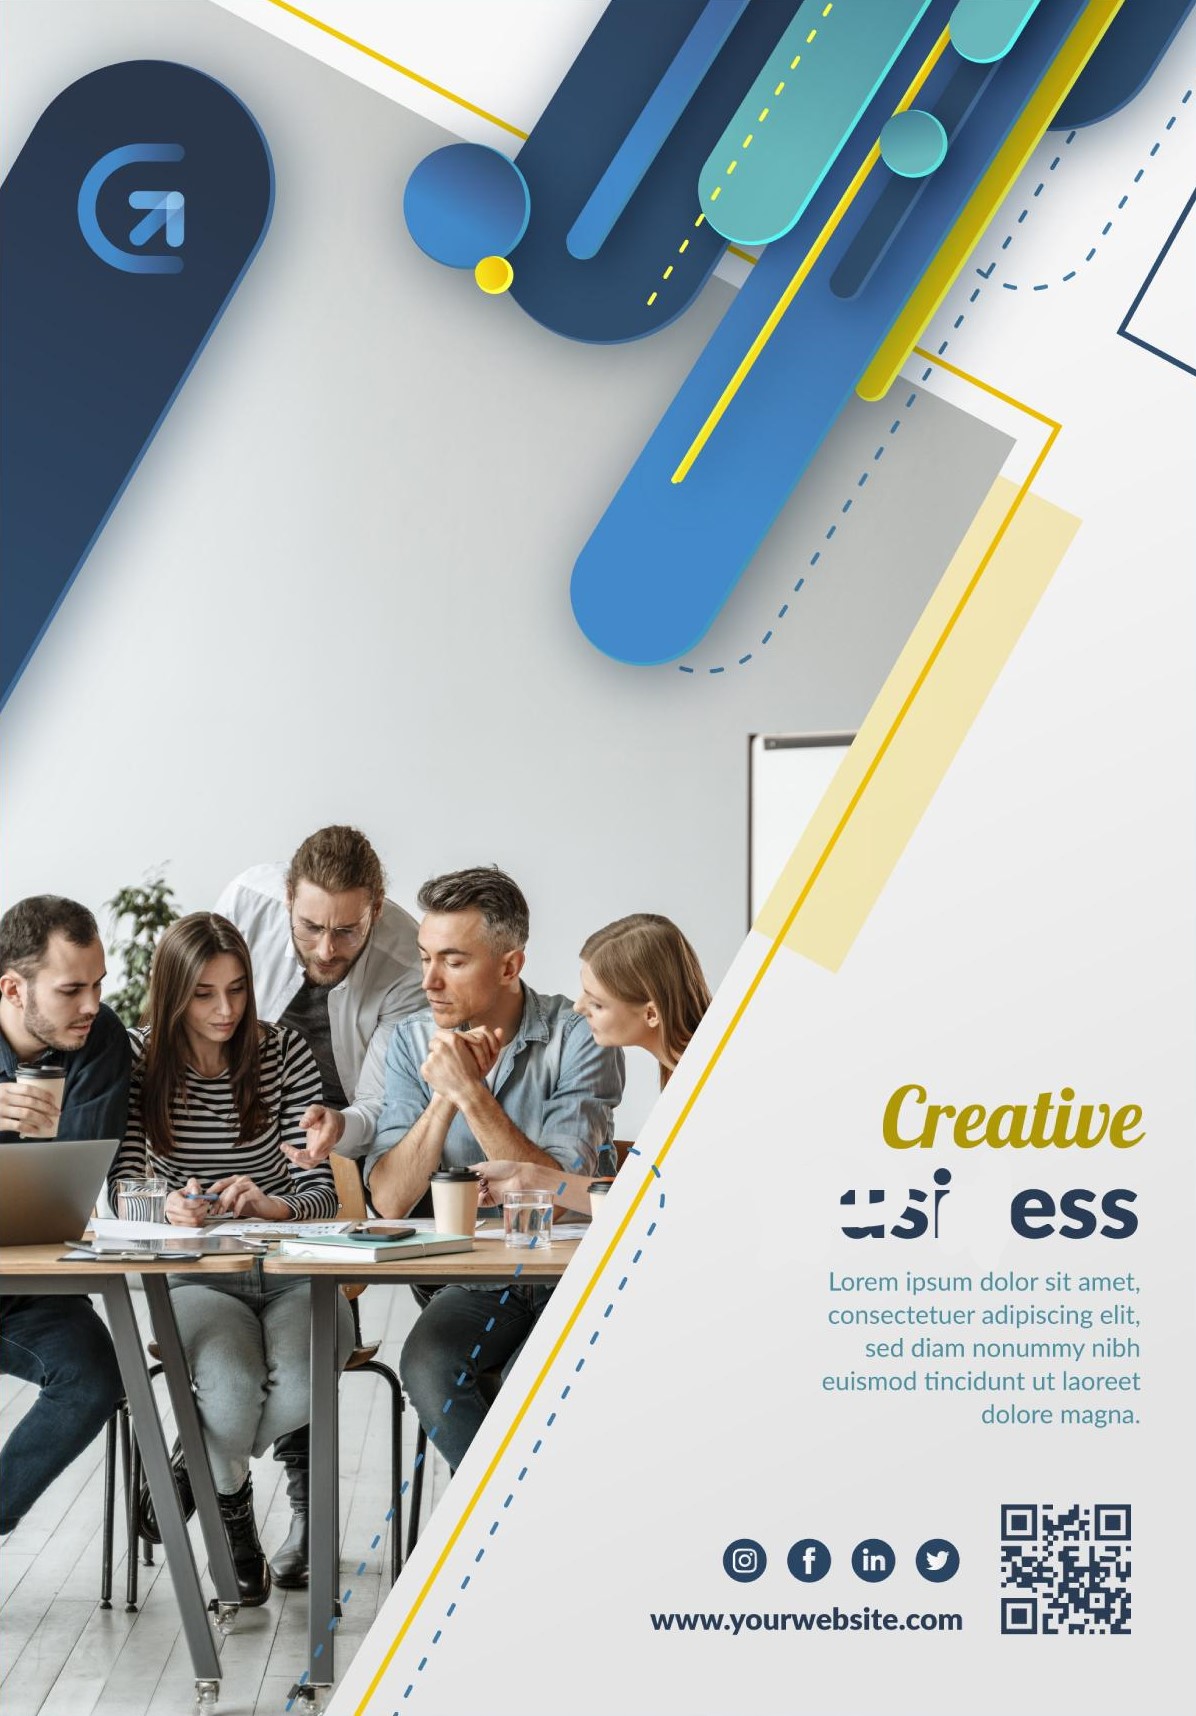 Creative
Lorem ipsum dolor sit amet,
consectetuer adipiscing elit,
sed diam nonummy nibh
euismod tincidunt ut laoreet
dolore magna.
www.yourwebsite.com